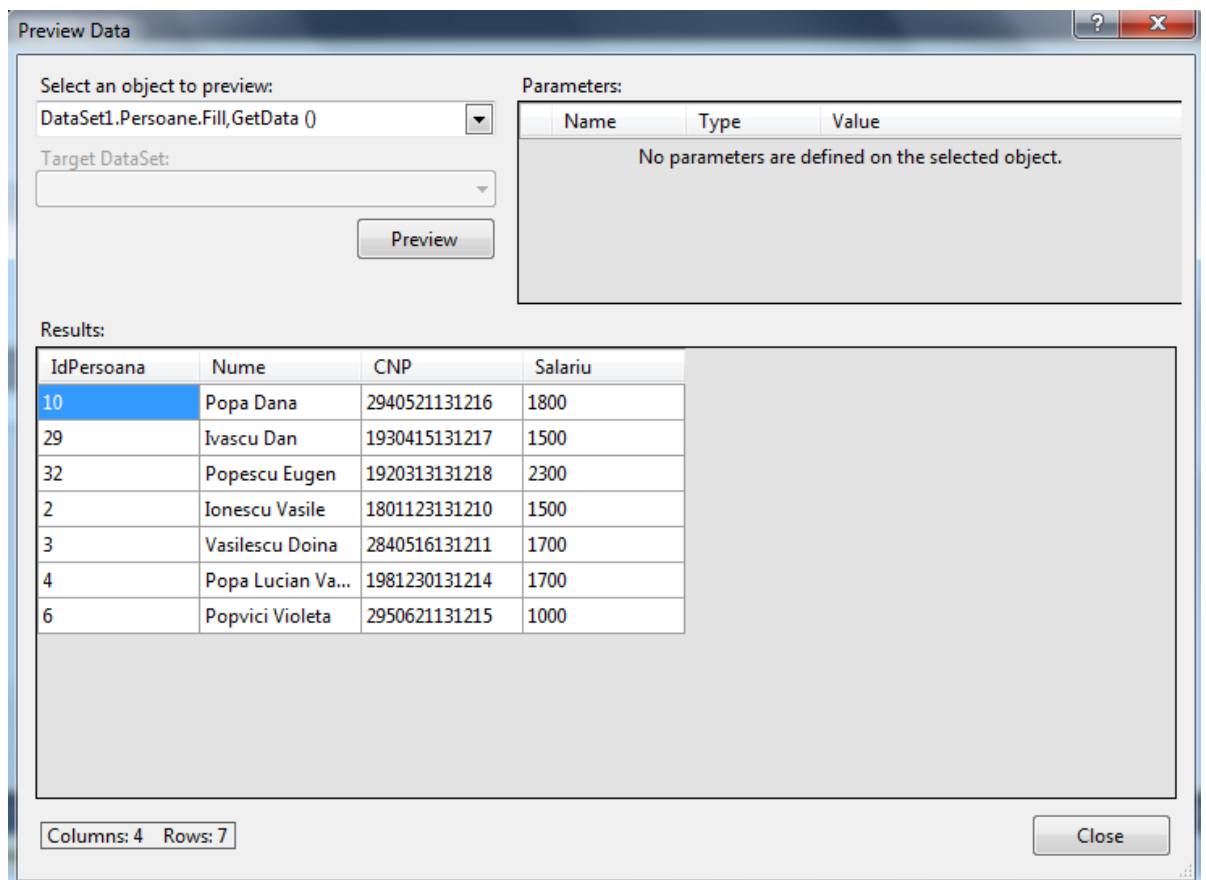 Preview Data
? X
Select an object to preview:
DataSet1.Persoane.Fill,GetData ()
Target DataSet:
Preview
Parameters:
Name Type Value
No parameters are defined on the selected object.
Results:
IdPersoana Nume CNP Salariu
10 Popa Dana 2940521131216 1800
29 Ivascu Dan 1930415131217 1500
32 Popescu Eugen 1920313131218 2300
2 Ionescu Vasile 1801123131210 1500
3 Vasilescu Doina 2840516131211 1700
4 Popa Lucian Va... 1981230131214 1700
6 Popvici Violeta 2950621131215 1000
Columns: 4 Rows: 7
Close